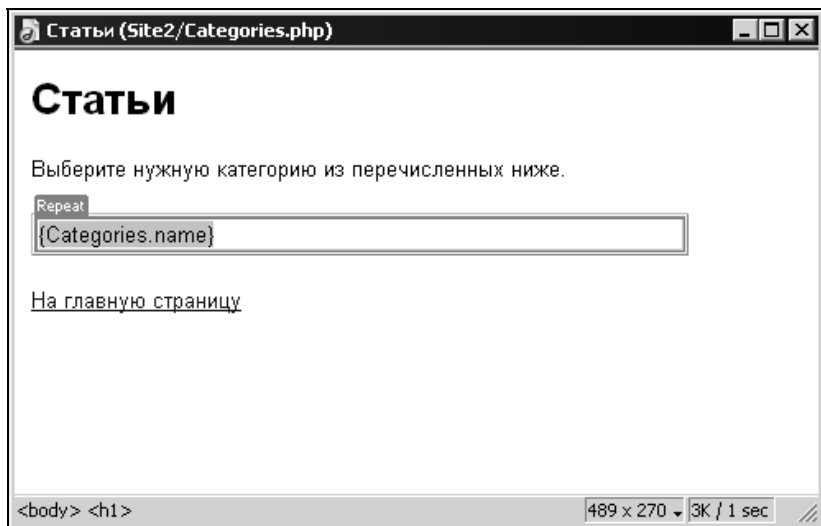 Статьи (Site2/Categories.php)
Статьи
Выберите нужную категорию из перечисленных ниже.
Repeat
{Categories.name}
На главную страницу
<body> <h1>
489 x 270
3K / 1 sec